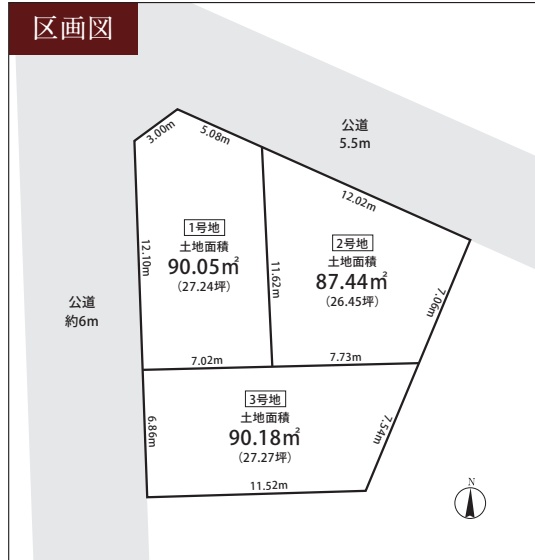 区画図
公道
5.5m
3.00m
5.08m
12.02m
1号地
土地面積
90.05㎡
（27.24坪）
12.10m
11.62m
2号地
土地面積
87.44㎡
（26.45坪）
7.06m
公道
約6m
7.02m
7.73m
3号地
土地面積
90.18㎡
（27.27坪）
6.86m
7.54m
11.52m
N